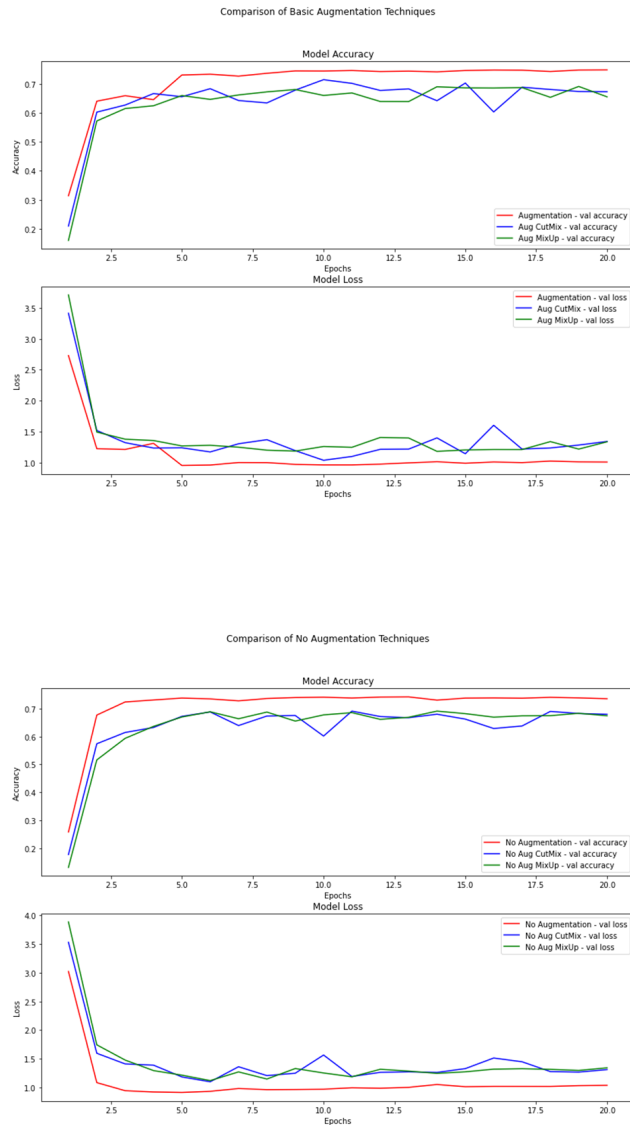 Comparison of Basic Augmentation Techniques
Model Accuracy
0.7
0.6
0.5
0.4
0.3
0.2
Accuracy
Augmentation - val accuracy
Aug CutMix - val accuracy
Aug MixUp - val accuracy
2.5 5.0 7.5 10.0 12.5 15.0 17.5 20.0
Epochs
Model Loss
3.5
3.0
2.5
2.0
1.5
1.0
Loss
Augmentation - val loss
Aug CutMix - val loss
Aug MixUp - val loss
2.5 5.0 7.5 10.0 12.5 15.0 17.5 20.0
Epochs
Comparison of No Augmentation Techniques
Model Accuracy
0.7
0.6
0.5
0.4
0.3
0.2
Accuracy
No Augmentation - val accuracy
No Aug CutMix - val accuracy
No Aug MixUp - val accuracy
2.5 5.0 7.5 10.0 12.5 15.0 17.5 20.0
Epochs
Model Loss
4.0
3.5
3.0
2.5
2.0
1.5
1.0
Loss
No Augmentation - val loss
No Aug CutMix - val loss
No Aug MixUp - val loss
2.5 5.0 7.5 10.0 12.5 15.0 17.5 20.0
Epochs